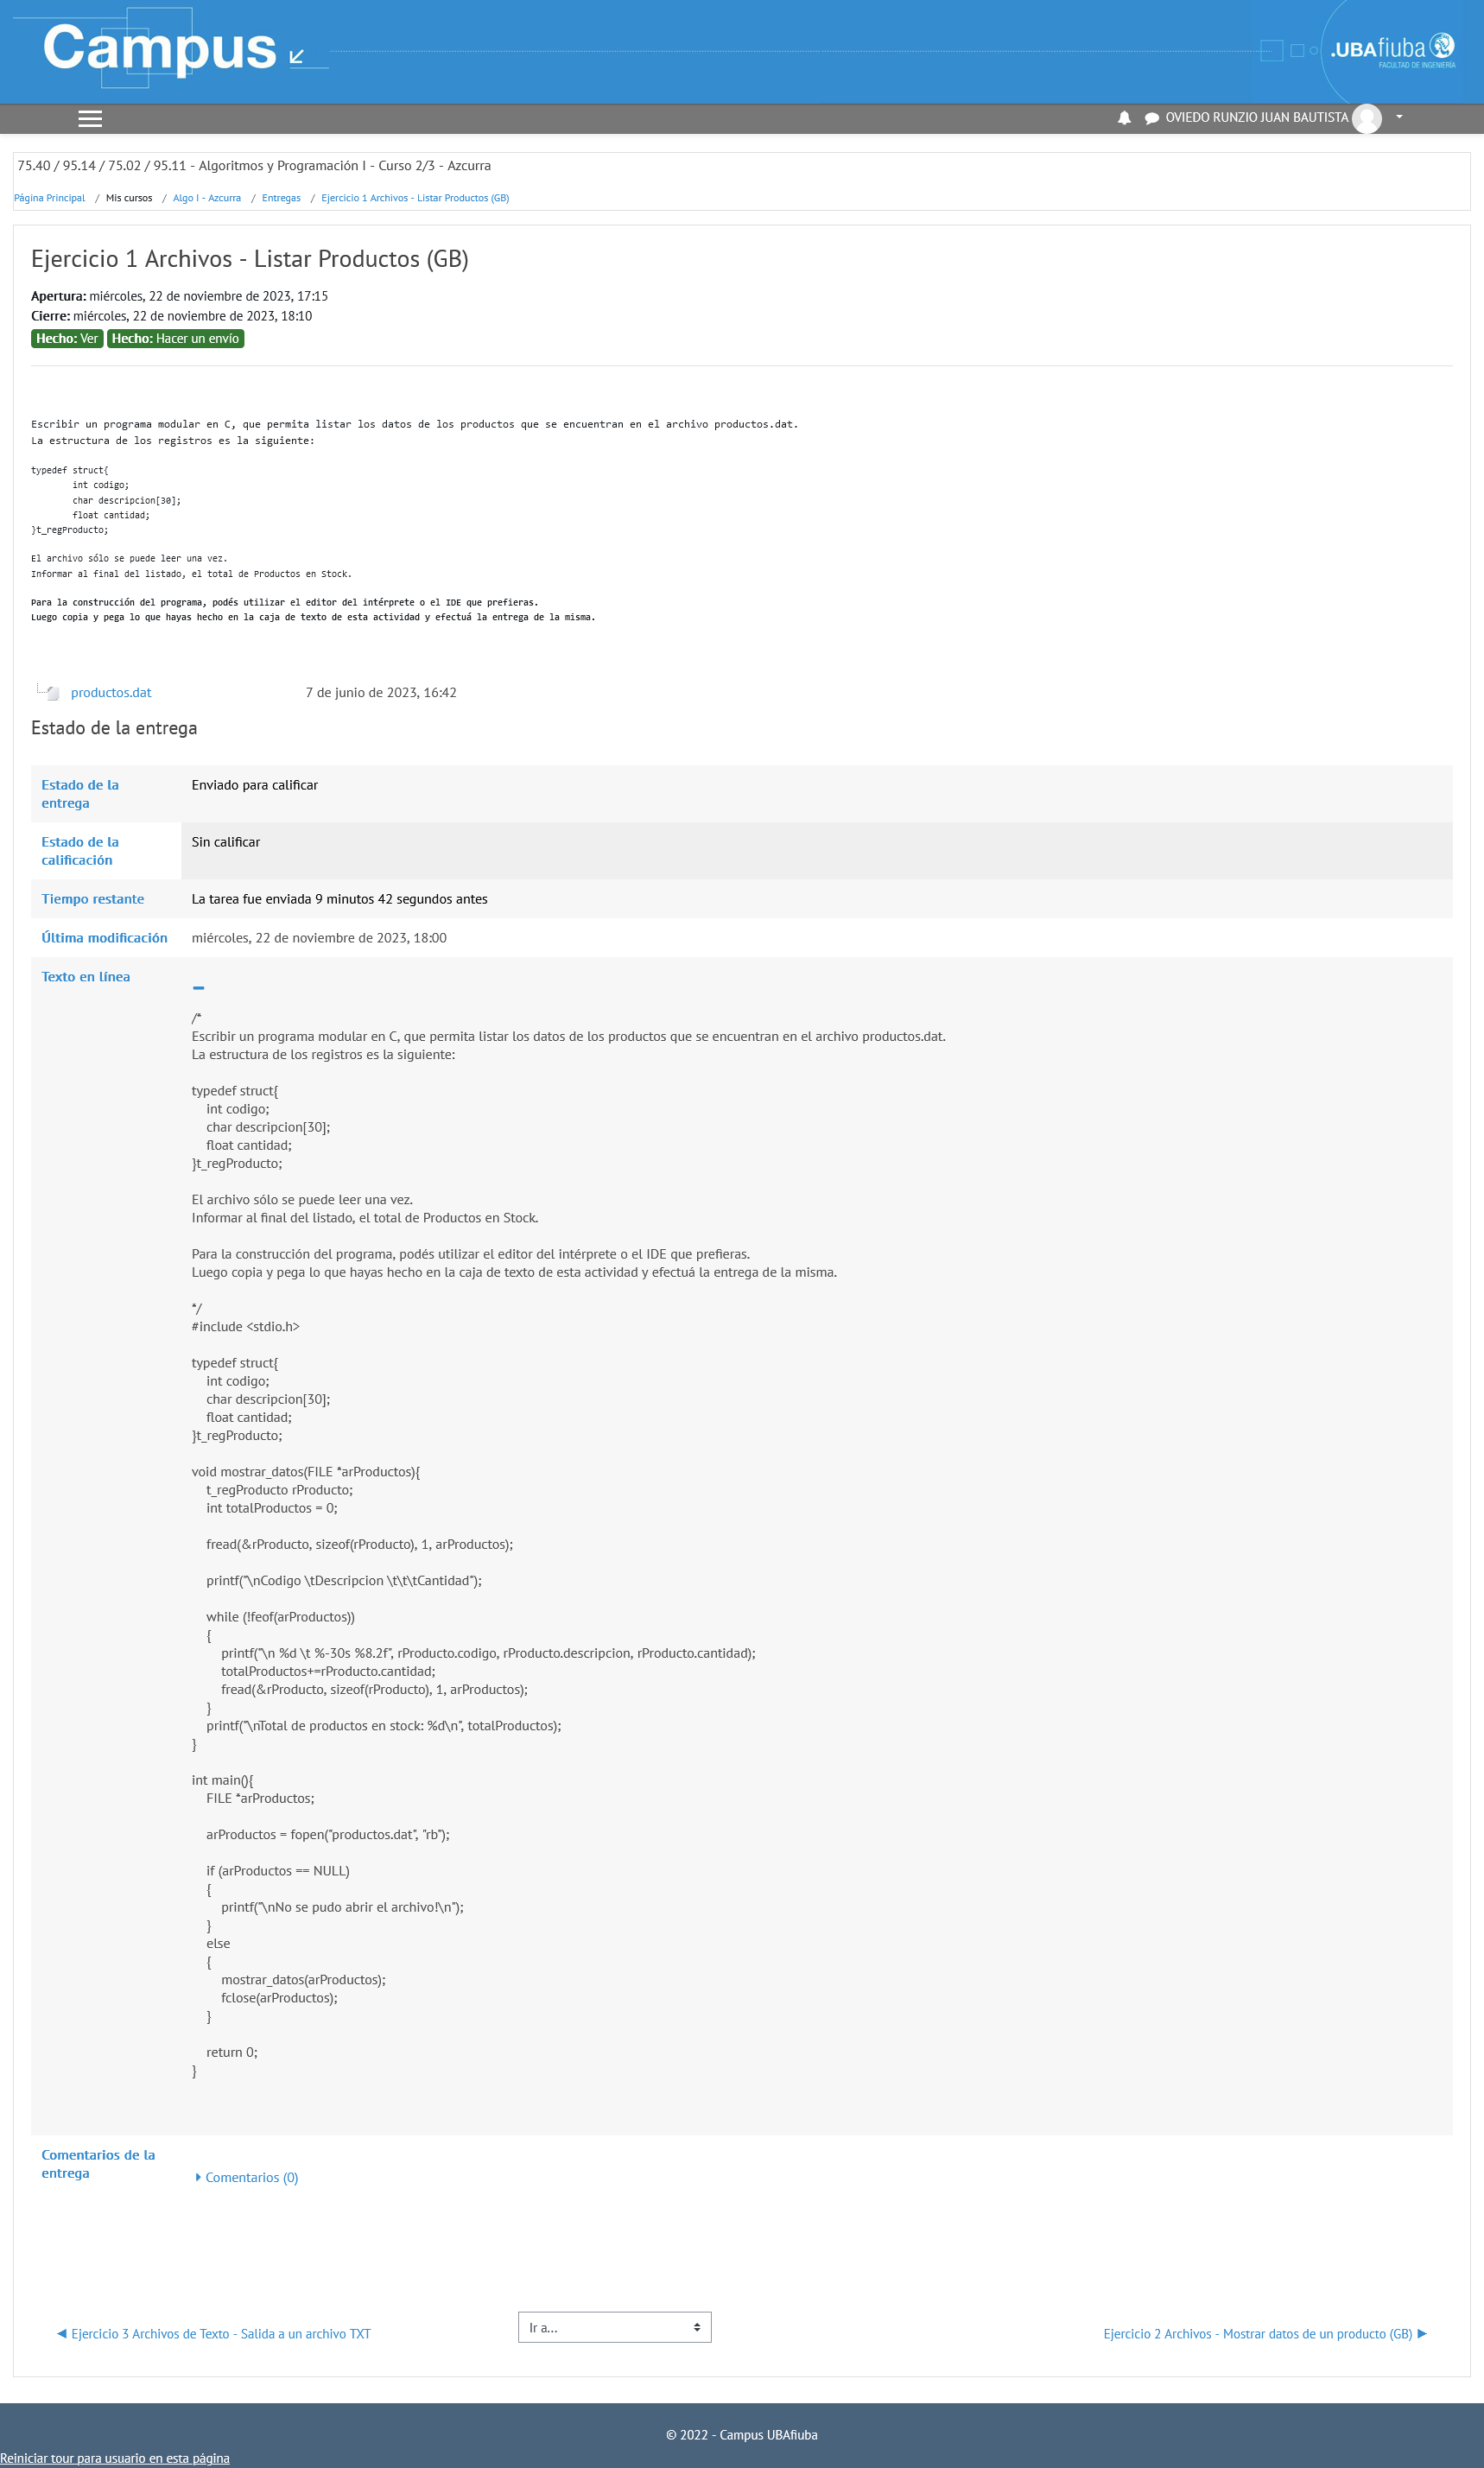 Campus
.UBAfiuba
FACULTAD DE INGENIERÍA
OVIEDO RUNZIO JUAN BAUTISTA
75.40 / 95.14 / 75.02 / 95.11 - Algoritmos y Programación I - Curso 2/3 - Azcurra
Página Principal / Mis cursos / Algo I - Azcurra / Entregas / Ejercicio 1 Archivos - Listar Productos (GB)
Ejercicio 1 Archivos - Listar Productos (GB)
Apertura: miércoles, 22 de noviembre de 2023, 17:15
Cierre: miércoles, 22 de noviembre de 2023, 18:10
Hecho: Ver Hecho: Hacer un envío
Escribir un programa modular en C, que permita listar los datos de los productos que se encuentran en el archivo productos.dat.
La estructura de los registros es la siguiente:
typedef struct{
int codigo;
char descripcion[30];
float cantidad;
}t_regProducto;
El archivo sólo se puede leer una vez.
Informar al final del listado, el total de Productos en Stock.
Para la construcción del programa, podés utilizar el editor del intérprete o el IDE que prefieras.
Luego copia y pega lo que hayas hecho en la caja de texto de esta actividad y efectuá la entrega de la misma.
productos.dat 7 de junio de 2023, 16:42
Estado de la entrega
Estado de la
entrega
Enviado para calificar
Estado de la
calificación
Sin calificar
Tiempo restante La tarea fue enviada 9 minutos 42 segundos antes
Última modificación miércoles, 22 de noviembre de 2023, 18:00
Texto en línea
/*
Escribir un programa modular en C, que permita listar los datos de los productos que se encuentran en el archivo productos.dat.
La estructura de los registros es la siguiente:
typedef struct{
int codigo;
char descripcion[30];
float cantidad;
}t_regProducto;
El archivo sólo se puede leer una vez.
Informar al final del listado, el total de Productos en Stock.
Para la construcción del programa, podés utilizar el editor del intérprete o el IDE que prefieras.
Luego copia y pega lo que hayas hecho en la caja de texto de esta actividad y efectuá la entrega de la misma.
*/
#include <stdio.h>
typedef struct{
int codigo;
char descripcion[30];
float cantidad;
}t_regProducto;
void mostrar_datos(FILE *arProductos){
t_regProducto rProducto;
int totalProductos = 0;
fread(&rProducto, sizeof(rProducto), 1, arProductos);
printf("\nCodigo \tDescripcion \t\t\tCantidad");
while (!feof(arProductos))
{
printf("\n %d \t %-30s %8.2f", rProducto.codigo, rProducto.descripcion, rProducto.cantidad);
totalProductos+=rProducto.cantidad;
fread(&rProducto, sizeof(rProducto), 1, arProductos);
}
printf("\nTotal de productos en stock: %d\n", totalProductos);
}
int main(){
FILE *arProductos;
arProductos = fopen("productos.dat", "rb");
if (arProductos == NULL)
{
printf("\nNo se pudo abrir el archivo!\n");
}
else
{
mostrar_datos(arProductos);
fclose(arProductos);
}
return 0;
}
Comentarios de la
entrega
Comentarios (0)
◀ Ejercicio 3 Archivos de Texto - Salida a un archivo TXT
Ir a...
Ejercicio 2 Archivos - Mostrar datos de un producto (GB) ▶
© 2022 - Campus UBAfiuba
Reiniciar tour para usuario en esta página